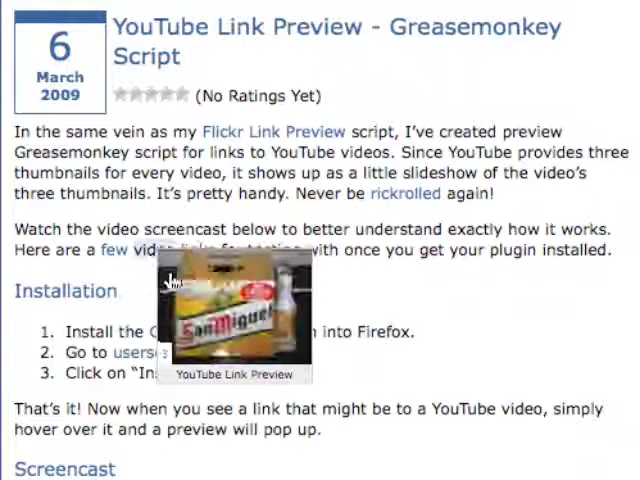 6
March
2009
YouTube Link Preview - Greasemonkey
Script
(No Ratings Yet)
In the same vein as my Flickr Link Preview script, I've created preview
Greasemonkey script for links to YouTube videos. Since YouTube provides three
thumbnails for every video, it shows up as a little slideshow of the video's
three thumbnails. It's pretty handy. Never be rickrolled again!
Watch the video screencast below to better understand exactly how it works.
Here are a few video links for testing with once you get your plugin installed.
SanMiguel
YouTube Link Preview
Installation
1. Install the into Firefox.
2. Go to
3. Click on
That's it! Now when you see a link that might be to a YouTube video, simply
hover over it and a preview will pop up.
Screencast